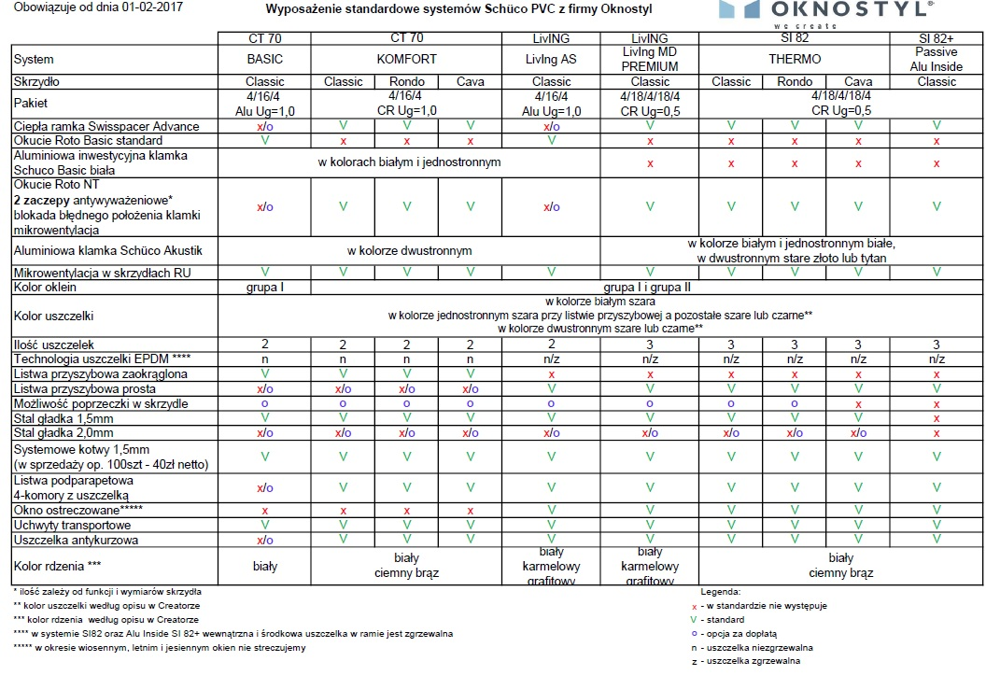 Obowiązuje od dnia 01-02-2017
Wyposażenie standardowe systemów Schüco PVC z firmy Oknostyl
OKNOSTYL®
we create
CT 70 CT 70 LivING LivING SI 82 SI 82+
System BASIC KOMFORT LivIng AS LivIng MD PREMIUM THERMO Passive Alu Inside
Skrzydło Classic Classic Rondo Cava Classic Classic Classic Rondo Cava Classic
Pakiet 4/16/4 Alu Ug=1,0 4/16/4 CR Ug=1,0 4/16/4 Alu Ug=1,0 4/18/4/18/4 CR Ug=0,5 4/18/4/18/4 CR Ug=0,5
Ciepła ramka Swisspacer Advance x/o V V V x/o V V V V V
Okucie Roto Basic standard V x x x V x x x x x
Aluminiowa inwestycyjna klamka
Schuco Basic biała w kolorach białym i jednostronnym x x x x x
Okucie Roto NT
2 zaczepy antywyważeniowe*
blokada błędnego położenia klamki
mikrowentylacja x/o V V V x/o V V V V V
Aluminiowa klamka Schüco Akustik w kolorze dwustronnym w kolorze białym i jednostronnym białe,
w dwustronnym stare złoto lub tytan
Mikrowentylacja w skrzydłach RU V V V V V V V V V V
Kolor oklein grupa I grupa I i grupa II
Kolor uszczelki w kolorze białym szara
w kolorze jednostronnym szara przy listwie przyszybowej a pozostałe szare lub czarne**
w kolorze dwustronnym szare lub czarne**
Ilość uszczelek 2 2 2 2 2 3 3 3 3 3
Technologia uszczelki EPDM **** n n n n n/z n/z n/z n/z n/z n/z
Listwa przyszybowa zaokrąglona V V V V x x x x x x
Listwa przyszybowa prosta x/o x/o x/o x/o V V V V V V
Możliwość poprzeczki w skrzydle o o o o o o o o x x
Stal gładka 1,5mm V V V V V V V V V x
Stal gładka 2,0mm x/o x/o x/o x/o x/o x/o x/o x/o x/o x
Systemowe kotwy 1,5mm
(w sprzedaży op. 100szt - 40zł netto) V V V V V V V V V V
Listwa podparapetowa
4-komory z uszczelką x/o V V V V V V V V V
Okno ostreczowane***** x x x x V V V V V V
Uchwyty transportowe V V V V V V V V V V
Uszczelka antykurzowa x/o V V V V V V V V V
Kolor rdzenia *** biały biały ciemny brąz biały karmelowy grafitowy biały karmelowy grafitowy biały ciemny brąz
* ilość zależy od funkcji i wymiarów skrzydła
** kolor uszczelki według opisu w Creatorze
*** kolor rdzenia według opisu w Creatorze
**** w systemie SI82 oraz Alu Inside SI 82+ wewnątrzna i środkowa uszczelka w ramie jest zgrzewalna
***** w okresie wiosennym, letnim i jesiennym okien nie streczujemy
Legenda:
x - w standardzie nie występuje
V - standard
o - opcja za dopłatą
n - uszczelka niezgrzewalna
z - uszczelka zgrzewalna